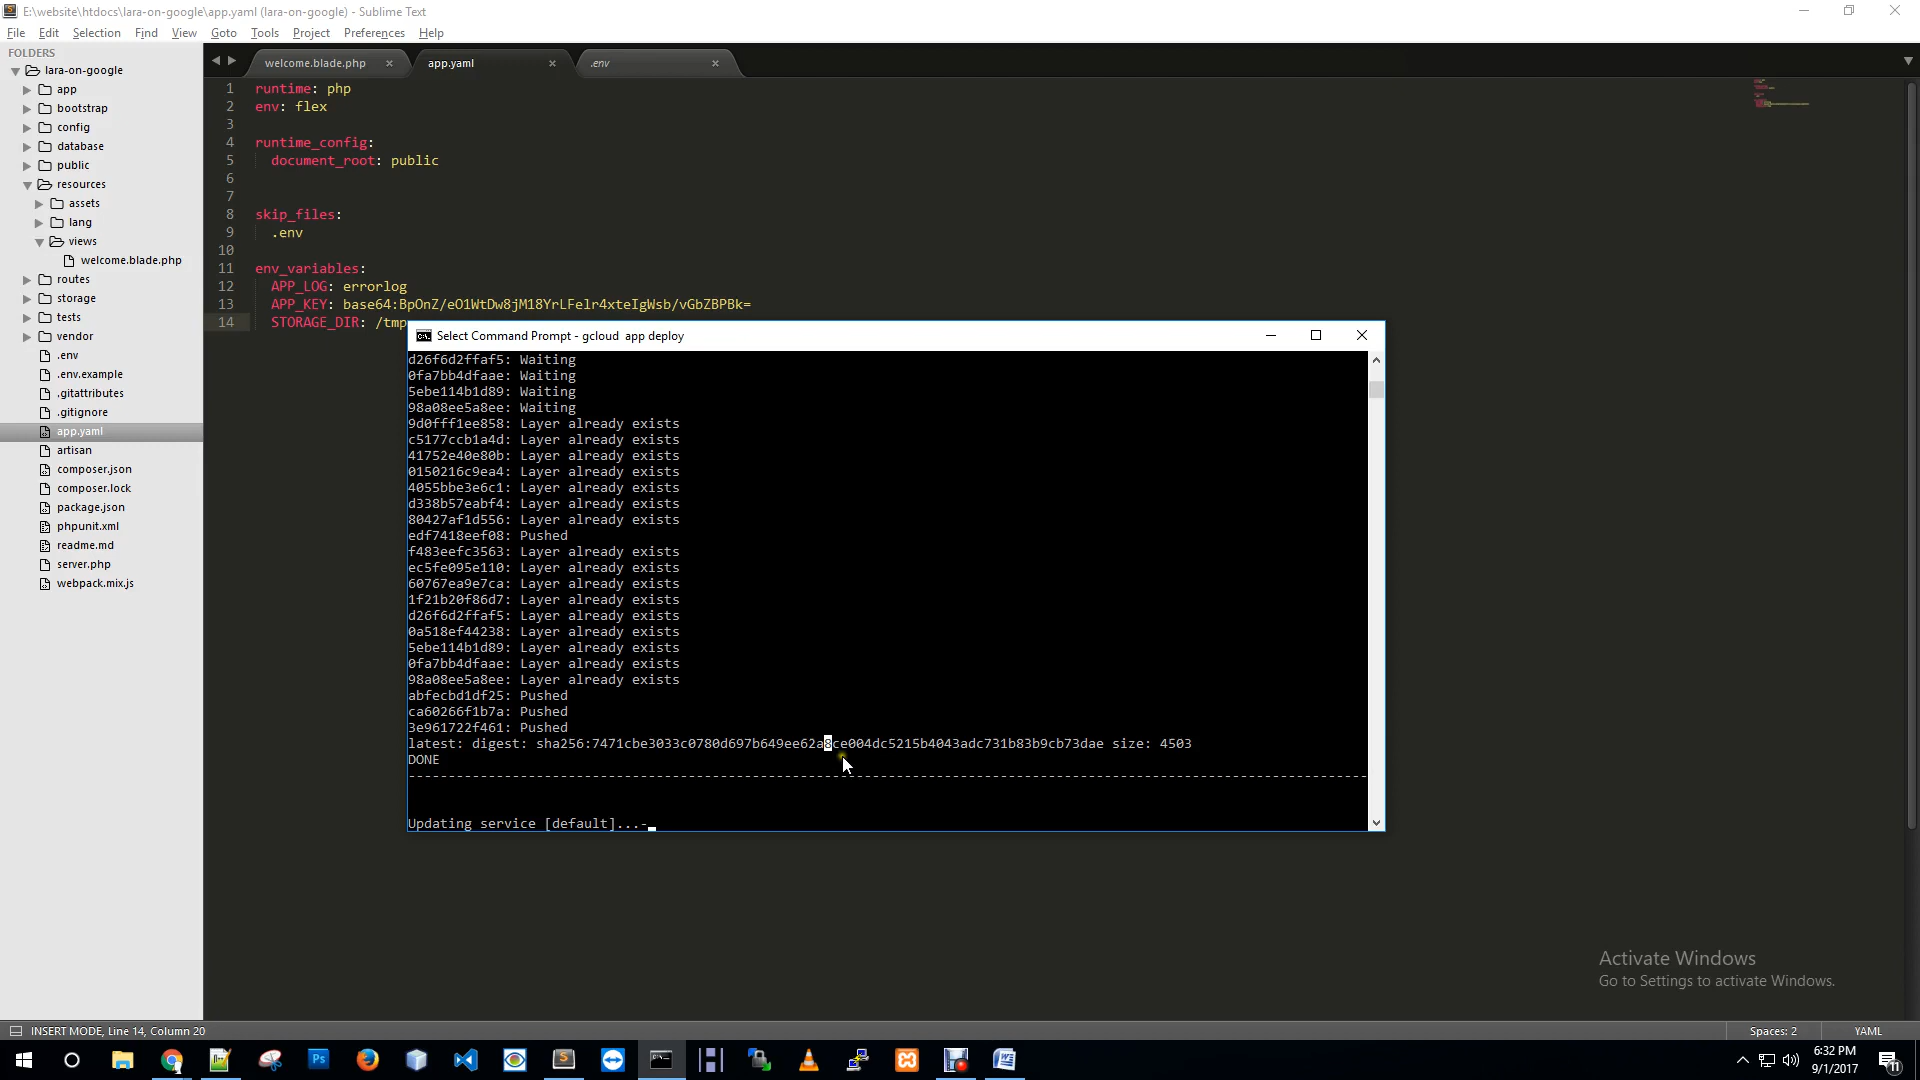 E:\website\htdocs\lara-on-google\app.yaml (lara-on-google) - Sublime Text
File Edit Selection Find View Goto Tools Project Preferences Help
FOLDERS
lara-on-google
app
bootstrap
config
database
public
resources
assets
lang
views
welcome.blade.php
routes
storage
tests
vendor
.env
.env.example
.gitattributes
.gitignore
app.yaml
artisan
composer.json
composer.lock
package.json
phpunit.xml
readme.md
server.php
webpack.mix.js
welcome.blade.php app.yaml .env
1 runtime: php
2 env: flex
3
4 runtime_config:
5 document_root: public
6
7
8 skip_files:
9 .env
10
11 env_variables:
12 APP_LOG: errorlog
13 APP_KEY: base64:BpOnZ/eO1WtDw8jM18YrLFelr4xteIgWsb/vGbZBPBk=
14 STORAGE_DIR: /tmp
Select Command Prompt - gcloud app deploy
d26f6d2ffaf5: Waiting
0fa7bb4dfaae: Waiting
5ebe114b1d89: Waiting
98a08ee5a8ee: Waiting
9d0fff1ee858: Layer already exists
c5177ccb1a4d: Layer already exists
41752e40e80b: Layer already exists
0150216c9ea4: Layer already exists
4055bbe3e6c1: Layer already exists
d338b57eabf4: Layer already exists
80427af1d556: Layer already exists
edf7418eef08: Pushed
f483eefc3563: Layer already exists
ec5fe095e110: Layer already exists
60767ea9e7ca: Layer already exists
1f21b20f86d7: Layer already exists
d26f6d2ffaf5: Layer already exists
0a518ef44238: Layer already exists
5ebe114b1d89: Layer already exists
0fa7bb4dfaae: Layer already exists
98a08ee5a8ee: Layer already exists
abfecbd1df25: Pushed
ca60266f1b7a: Pushed
3e961722f461: Pushed
latest: digest: sha256:7471cbe3033c0780d697b649ee62a8ce004dc5215b4043adc731b83b9cb73dae size: 4503
DONE
--------------------------------------------------------------------------------
Updating service [default]...-
Activate Windows
Go to Settings to activate Windows.
INSERT MODE, Line 14, Column 20 Spaces: 2 YAML
6:32 PM
9/1/2017
11